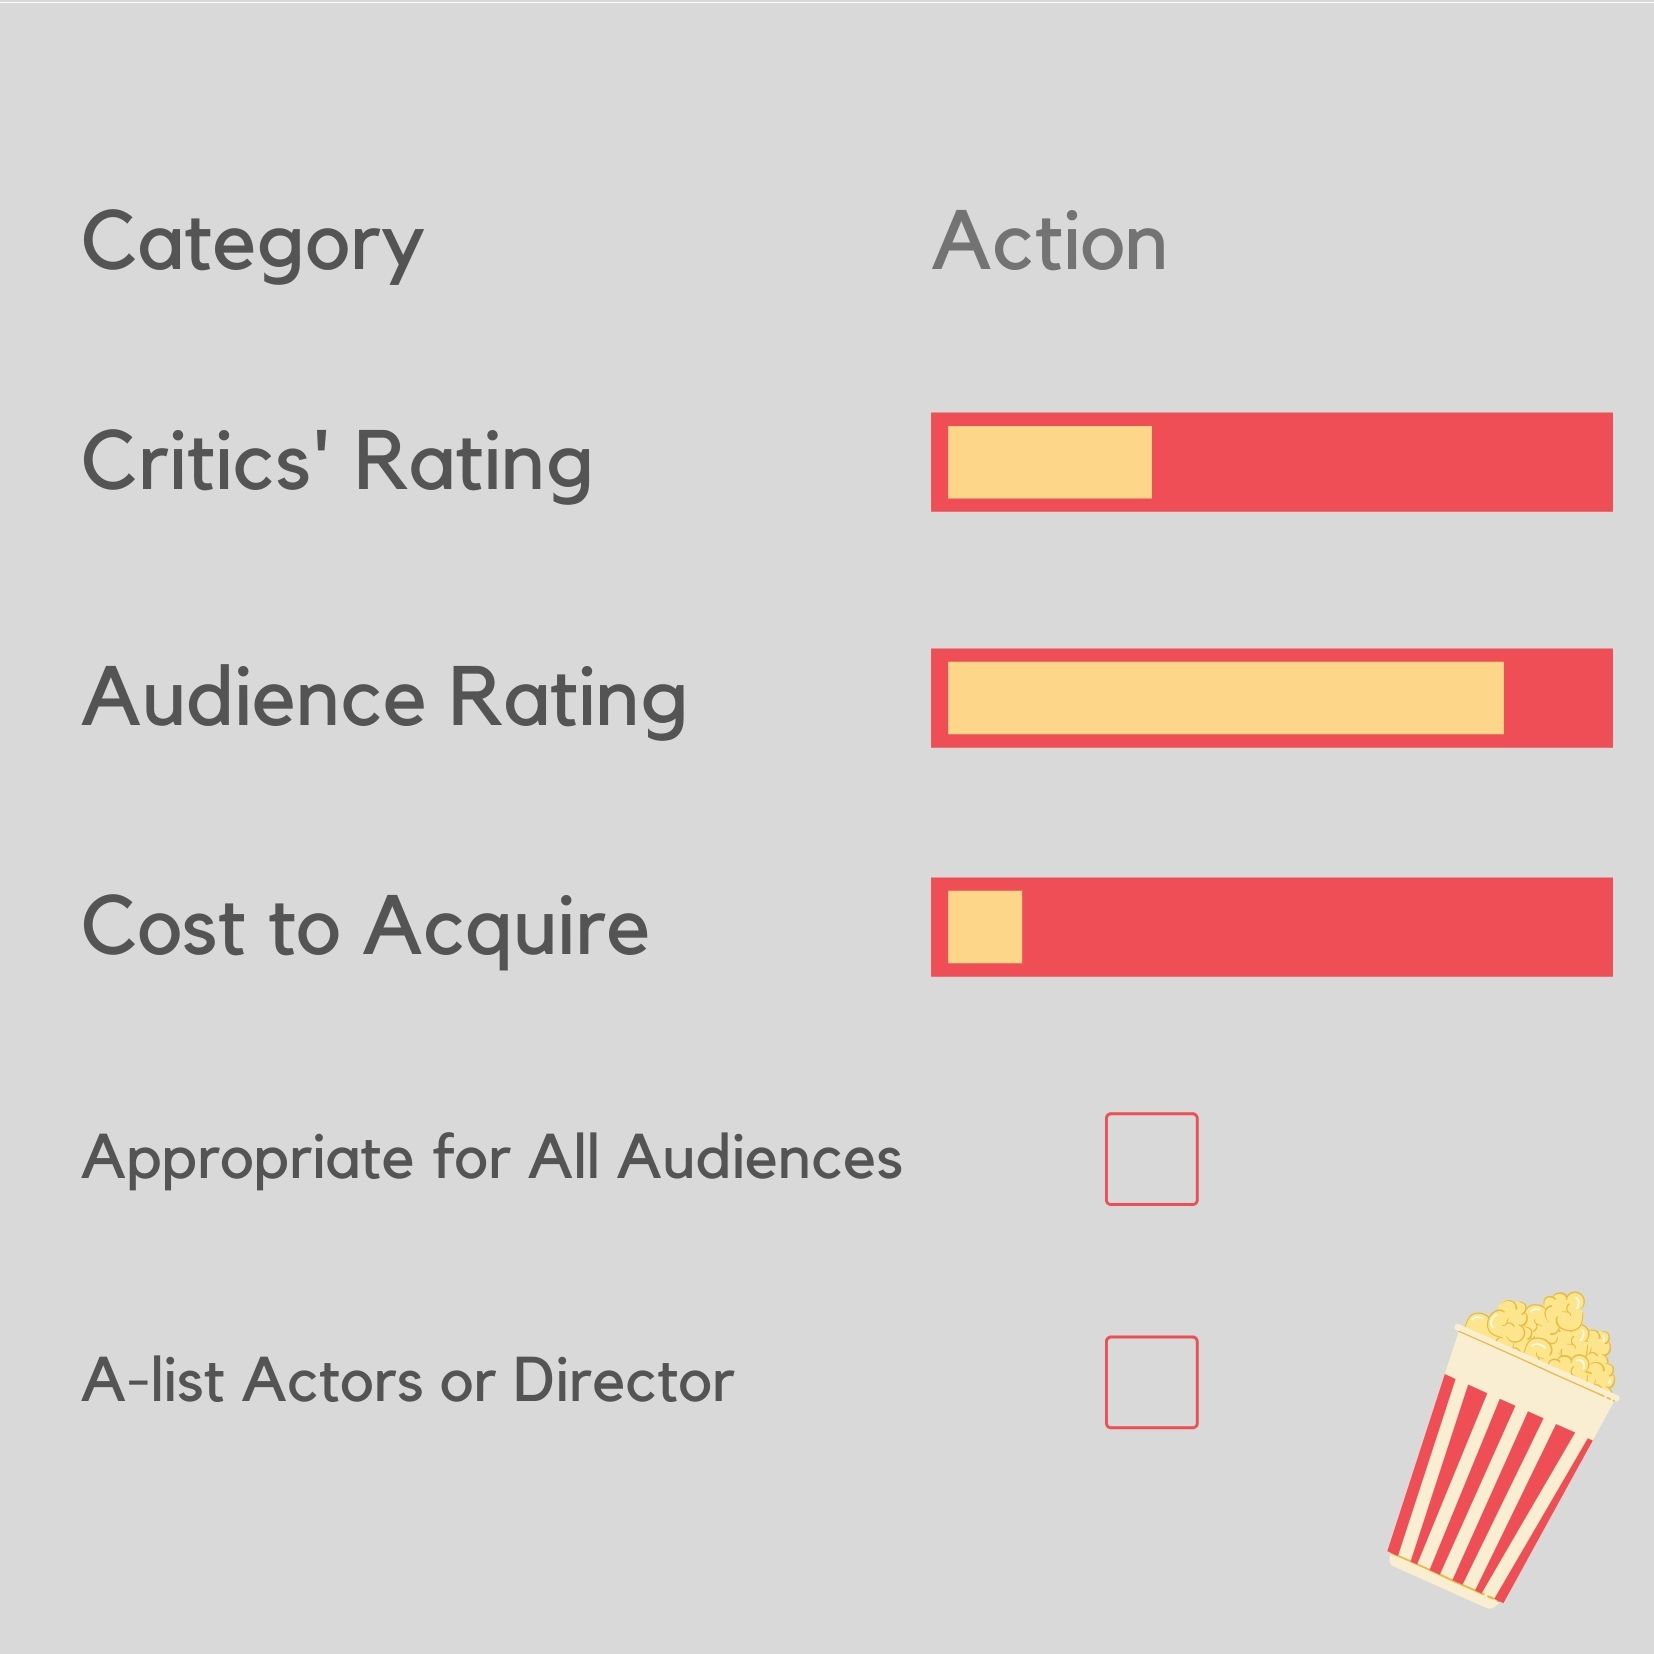 Category Action
Critics' Rating
Audience Rating
Cost to Acquire
Appropriate for All Audiences
A-list Actors or Director